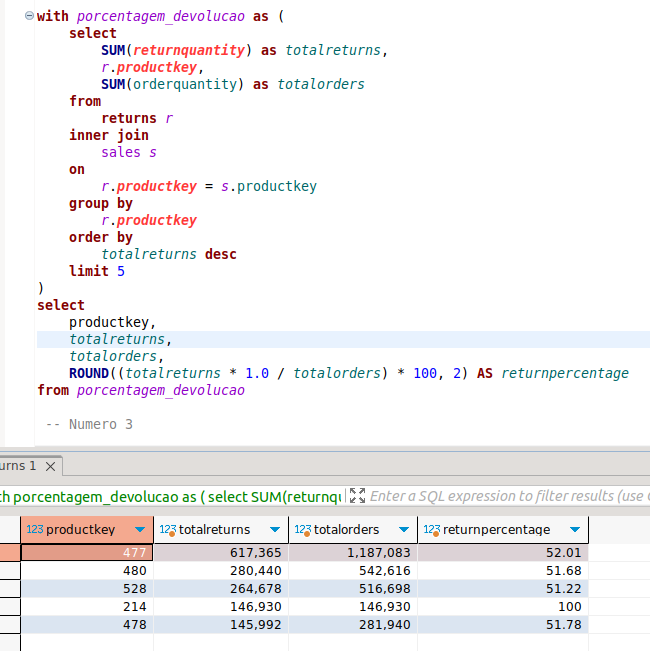 with porcentagem_devolucao as (
select
SUM(returnquantity) as totalreturns,
r.productkey,
SUM(orderquantity) as totalorders
from
returns r
inner join
sales s
on
r.productkey = s.productkey
group by
r.productkey
order by
totalreturns desc
limit 5
)
select
productkey,
totalreturns,
totalorders,
ROUND((totalreturns * 1.0 / totalorders) * 100, 2) AS returnpercentage
from porcentagem_devolucao
-- Numero 3
urns 1
th porcentagem_devolucao as ( select SUM(returnqu Enter a SQL expression to filter results (use C
123 productkey 123 totalreturns 123 totalorders 123 returnpercentage
477 617,365 1,187,083 52.01
480 280,440 542,616 51.68
528 264,678 516,698 51.22
214 146,930 146,930 100
478 145,992 281,940 51.78